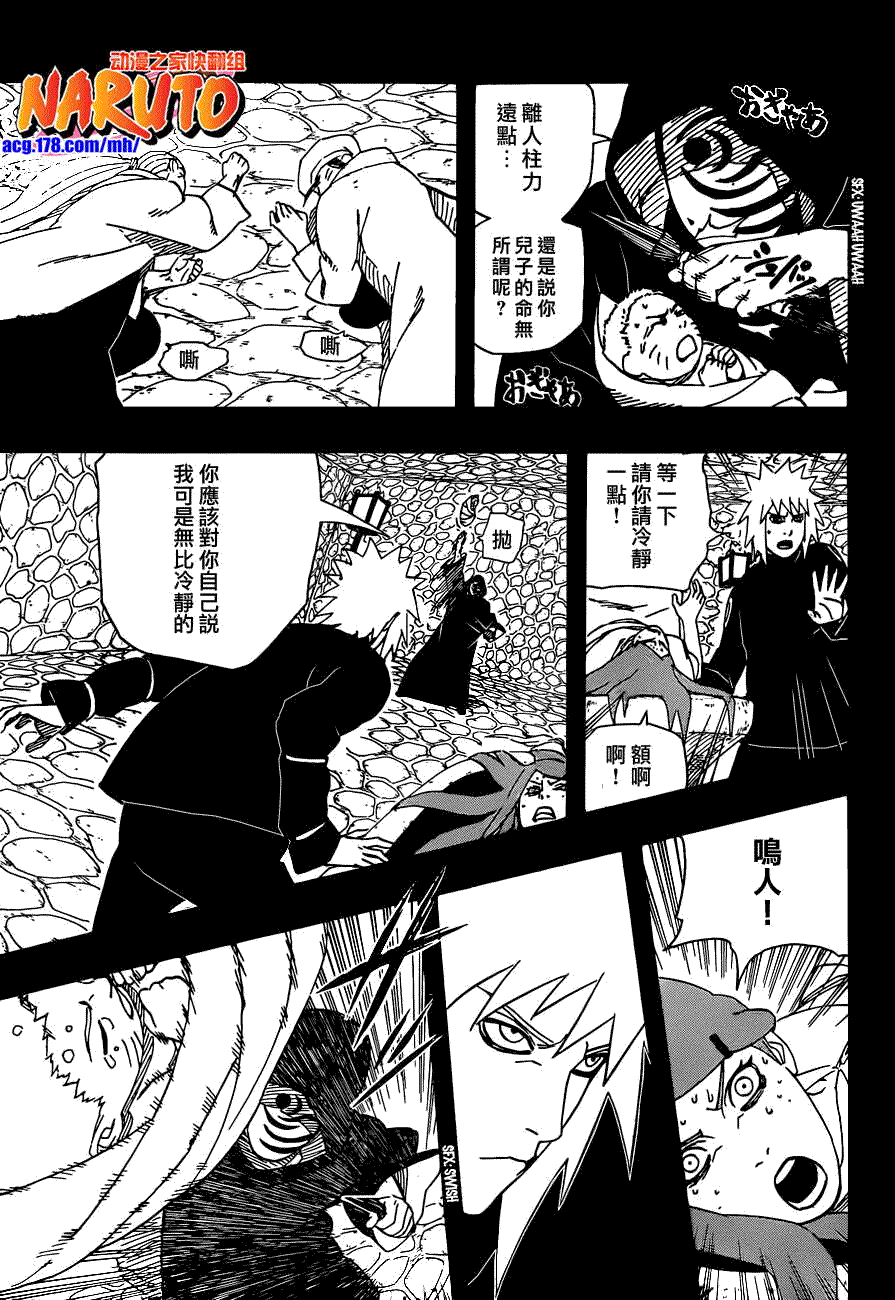 动漫之家快翻组
NARUTO
acg.178.com/mh/
おぎゃあ
SFX: UWAAH UWAAH
離人柱力
遠點…
還是說你
兒子的命無
所謂呢？
おぎゃあ
嘶
嘶
等一下
請你請冷靜
一點！
額啊
啊！
拋
你應該對你自己說
我可是無比冷靜的
鳴人！
SFX: SWISH